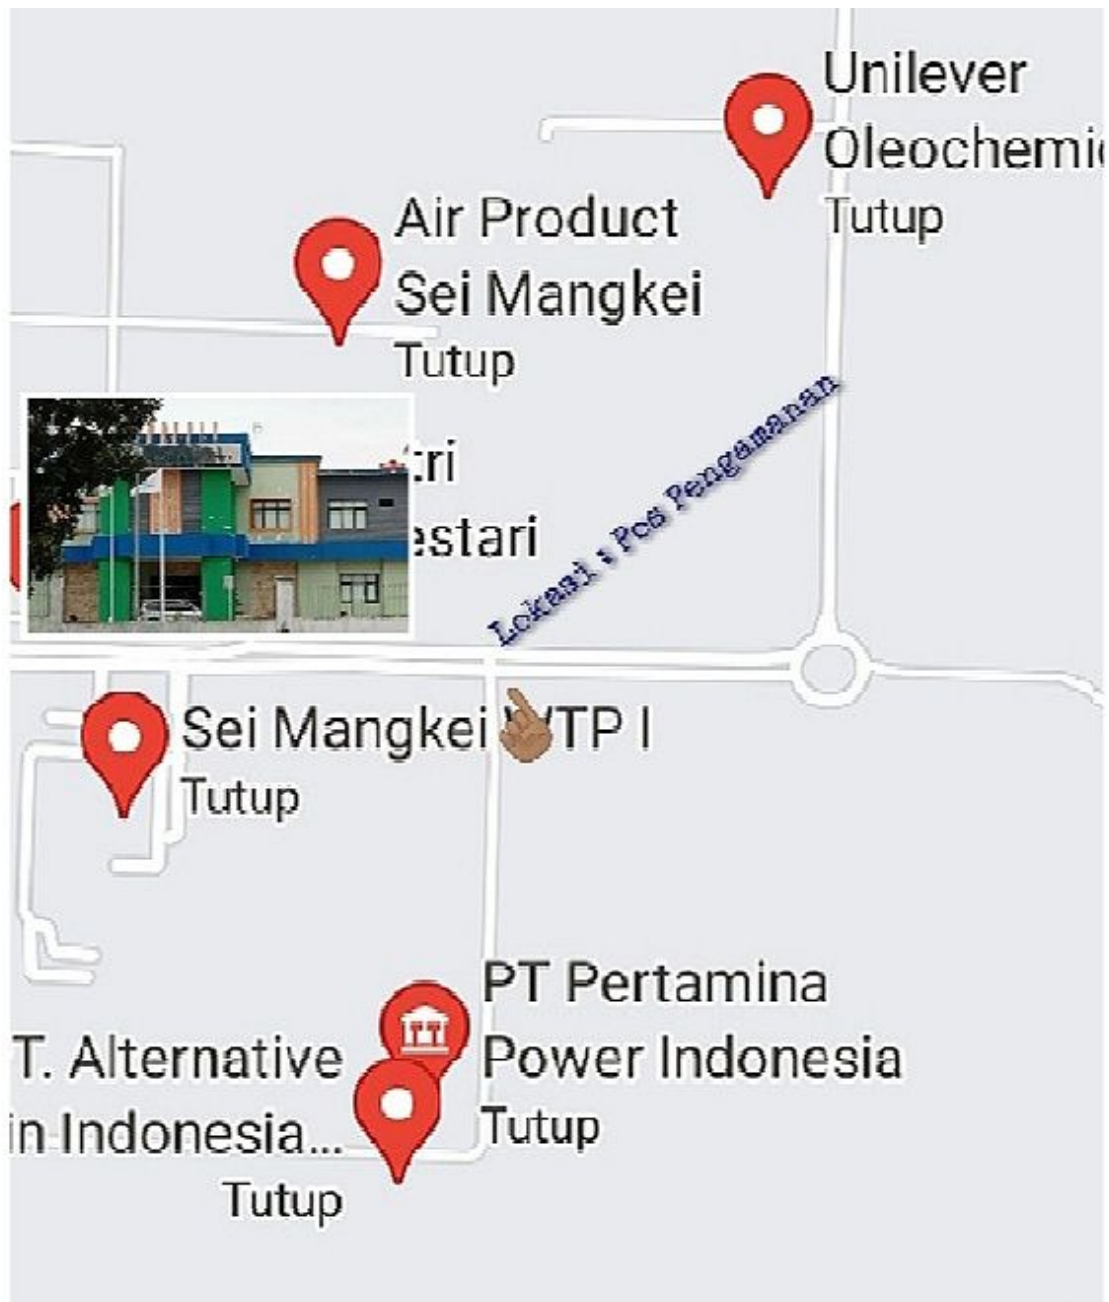 Unilever
Oleochemi
Tutup
Air Product
Sei Mangkei
Tutup
tri
estari
Lokasi : Pos Pengamanan
Sei Mangkei WTP I
Tutup
PT Pertamina
Power Indonesia
Tutup
T. Alternative
in Indonesia...
Tutup